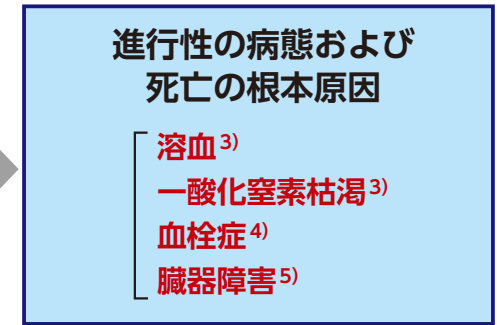 進行性の病態および
死亡の根本原因
溶血3)
一酸化窒素枯渇3)
血栓症4)
臓器障害5)